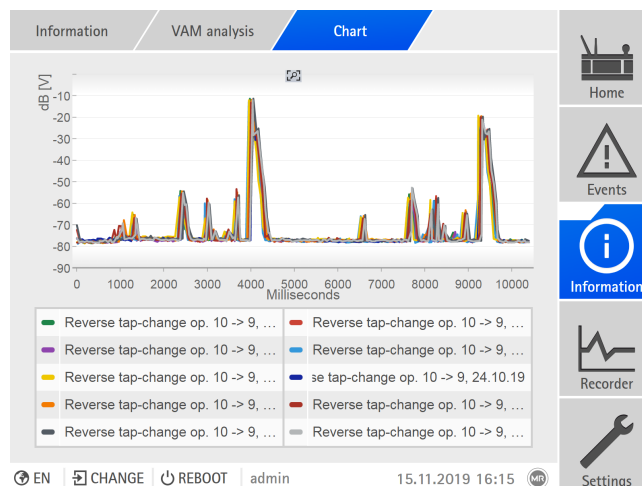 Information
VAM analysis
Chart
Home
Events
Information
Recorder
Settings
dB [V]
-10
-20
-30
-40
-50
-60
-70
-80
-90
0 1000 2000 3000 4000 5000 6000 7000 8000 9000 10000
Milliseconds
Reverse tap-change op. 10 -> 9, ...
Reverse tap-change op. 10 -> 9, ...
Reverse tap-change op. 10 -> 9, ...
Reverse tap-change op. 10 -> 9, ...
Reverse tap-change op. 10 -> 9, ...
se tap-change op. 10 -> 9, 24.10.19
Reverse tap-change op. 10 -> 9, ...
Reverse tap-change op. 10 -> 9, ...
Reverse tap-change op. 10 -> 9, ...
Reverse tap-change op. 10 -> 9, ...
EN CHANGE REBOOT admin 15.11.2019 16:15 MR